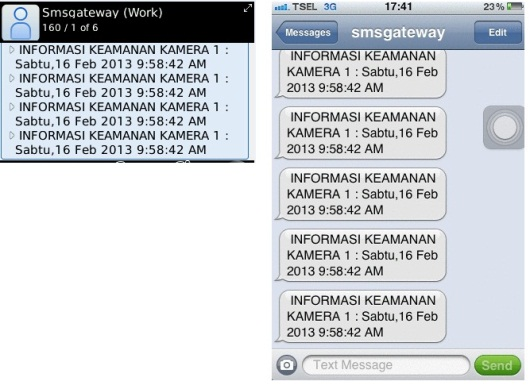 Smsgateway (Work)
160 / 1 of 6
INFORMASI KEAMANAN KAMERA 1 :
Sabtu,16 Feb 2013 9:58:42 AM
INFORMASI KEAMANAN KAMERA 1 :
Sabtu,16 Feb 2013 9:58:42 AM
INFORMASI KEAMANAN KAMERA 1 :
Sabtu,16 Feb 2013 9:58:42 AM
INFORMASI KEAMANAN KAMERA 1 :
Sabtu,16 Feb 2013 9:58:42 AM
TSEL 3G 17:41 23%
Messages smsgateway Edit
INFORMASI KEAMANAN
KAMERA 1 : Sabtu,16 Feb
2013 9:58:42 AM
INFORMASI KEAMANAN
KAMERA 1 : Sabtu,16 Feb
2013 9:58:42 AM
INFORMASI KEAMANAN
KAMERA 1 : Sabtu,16 Feb
2013 9:58:42 AM
INFORMASI KEAMANAN
KAMERA 1 : Sabtu,16 Feb
2013 9:58:42 AM
INFORMASI KEAMANAN
KAMERA 1 : Sabtu,16 Feb
2013 9:58:42 AM
Text Message Send